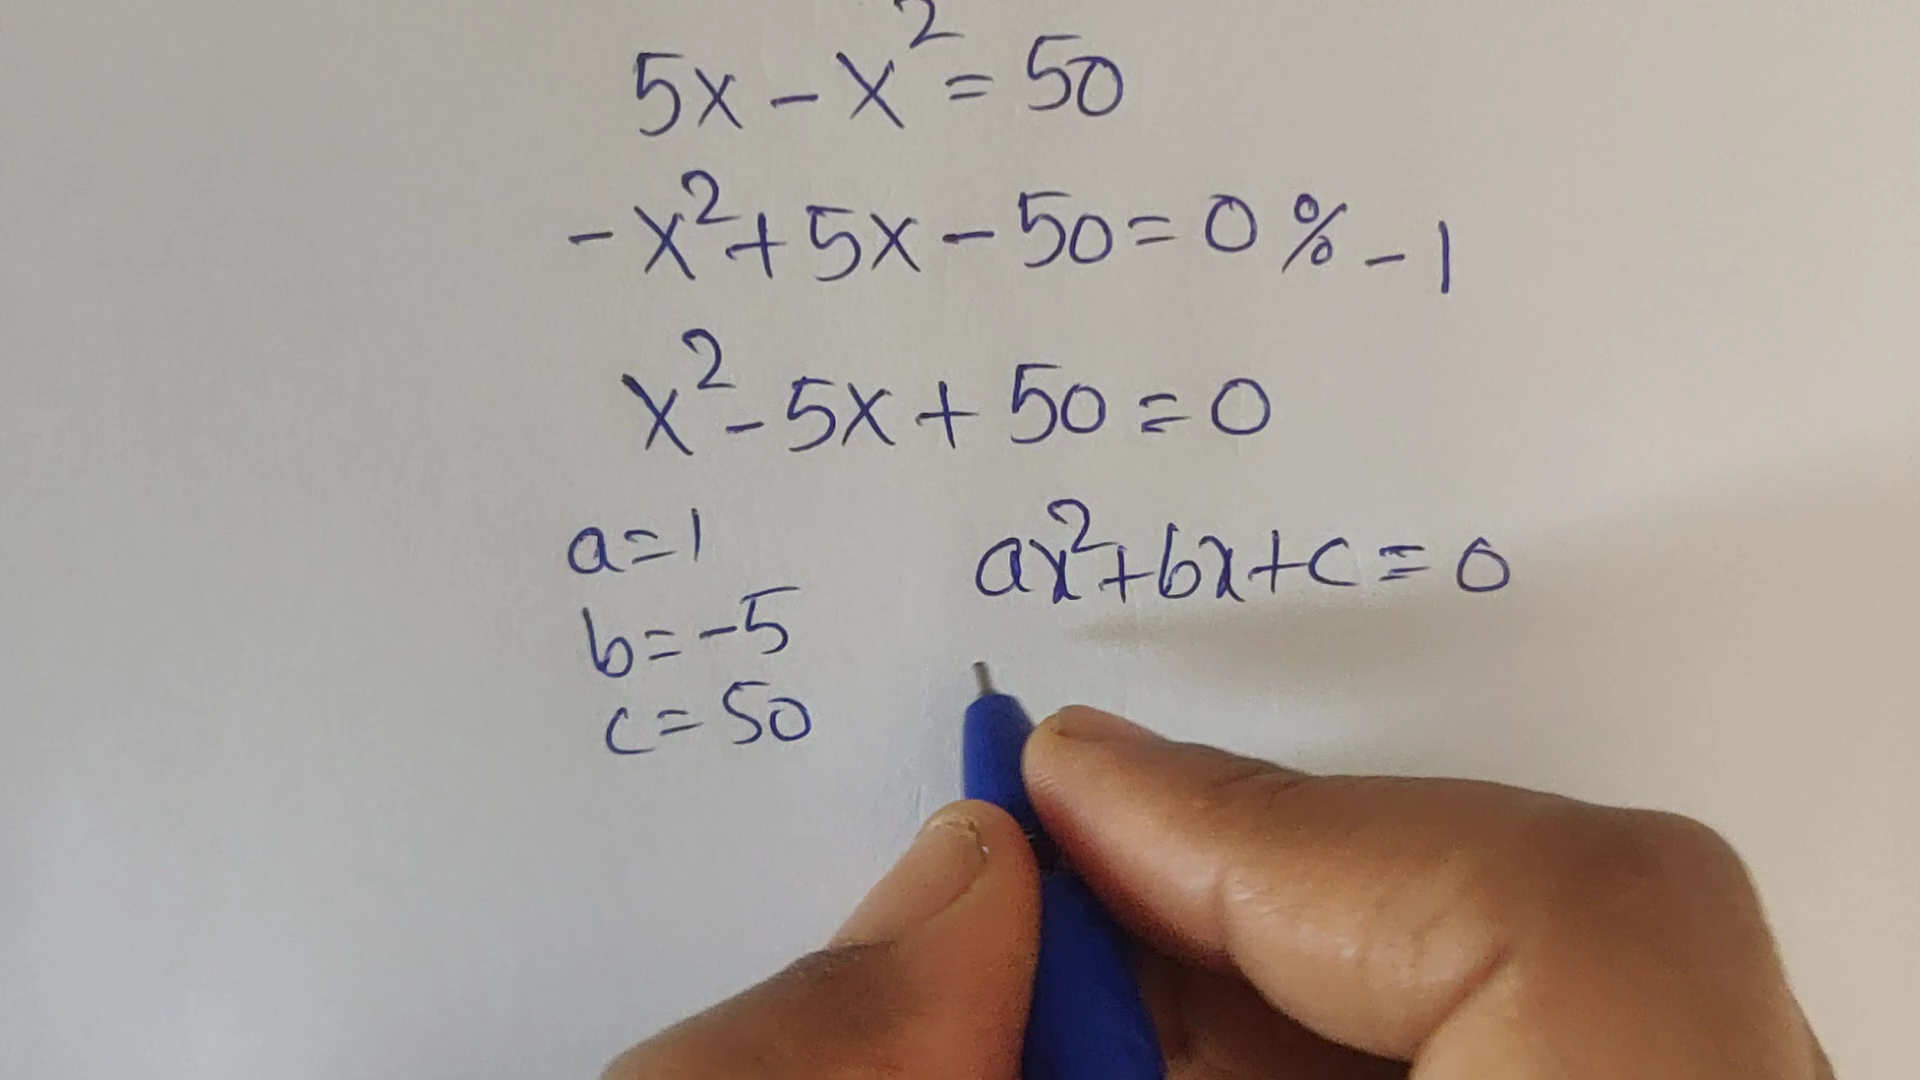 5x - x² = 50
-x² + 5x - 50 = 0 % -1
x² - 5x + 50 = 0
a = 1
ax² + bx + c = 0
b = -5
c = 50